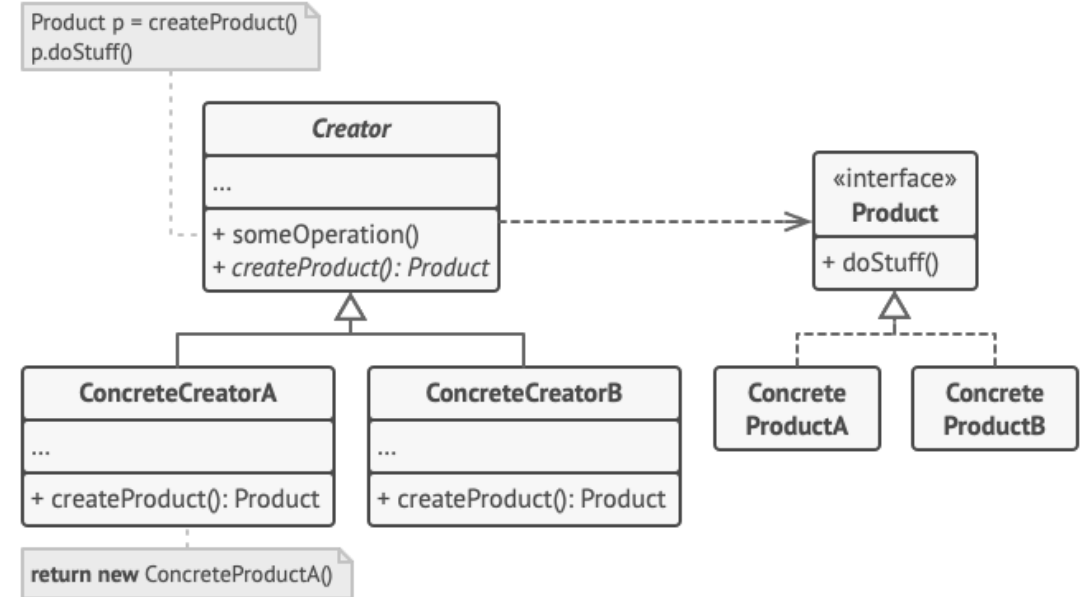 Product p = createProduct()
p.doStuff()
Creator
...
+ someOperation()
+ createProduct(): Product
«interface»
Product
+ doStuff()
ConcreteCreatorA
...
+ createProduct(): Product
ConcreteCreatorB
...
+ createProduct(): Product
Concrete
ProductA
Concrete
ProductB
return new ConcreteProductA()